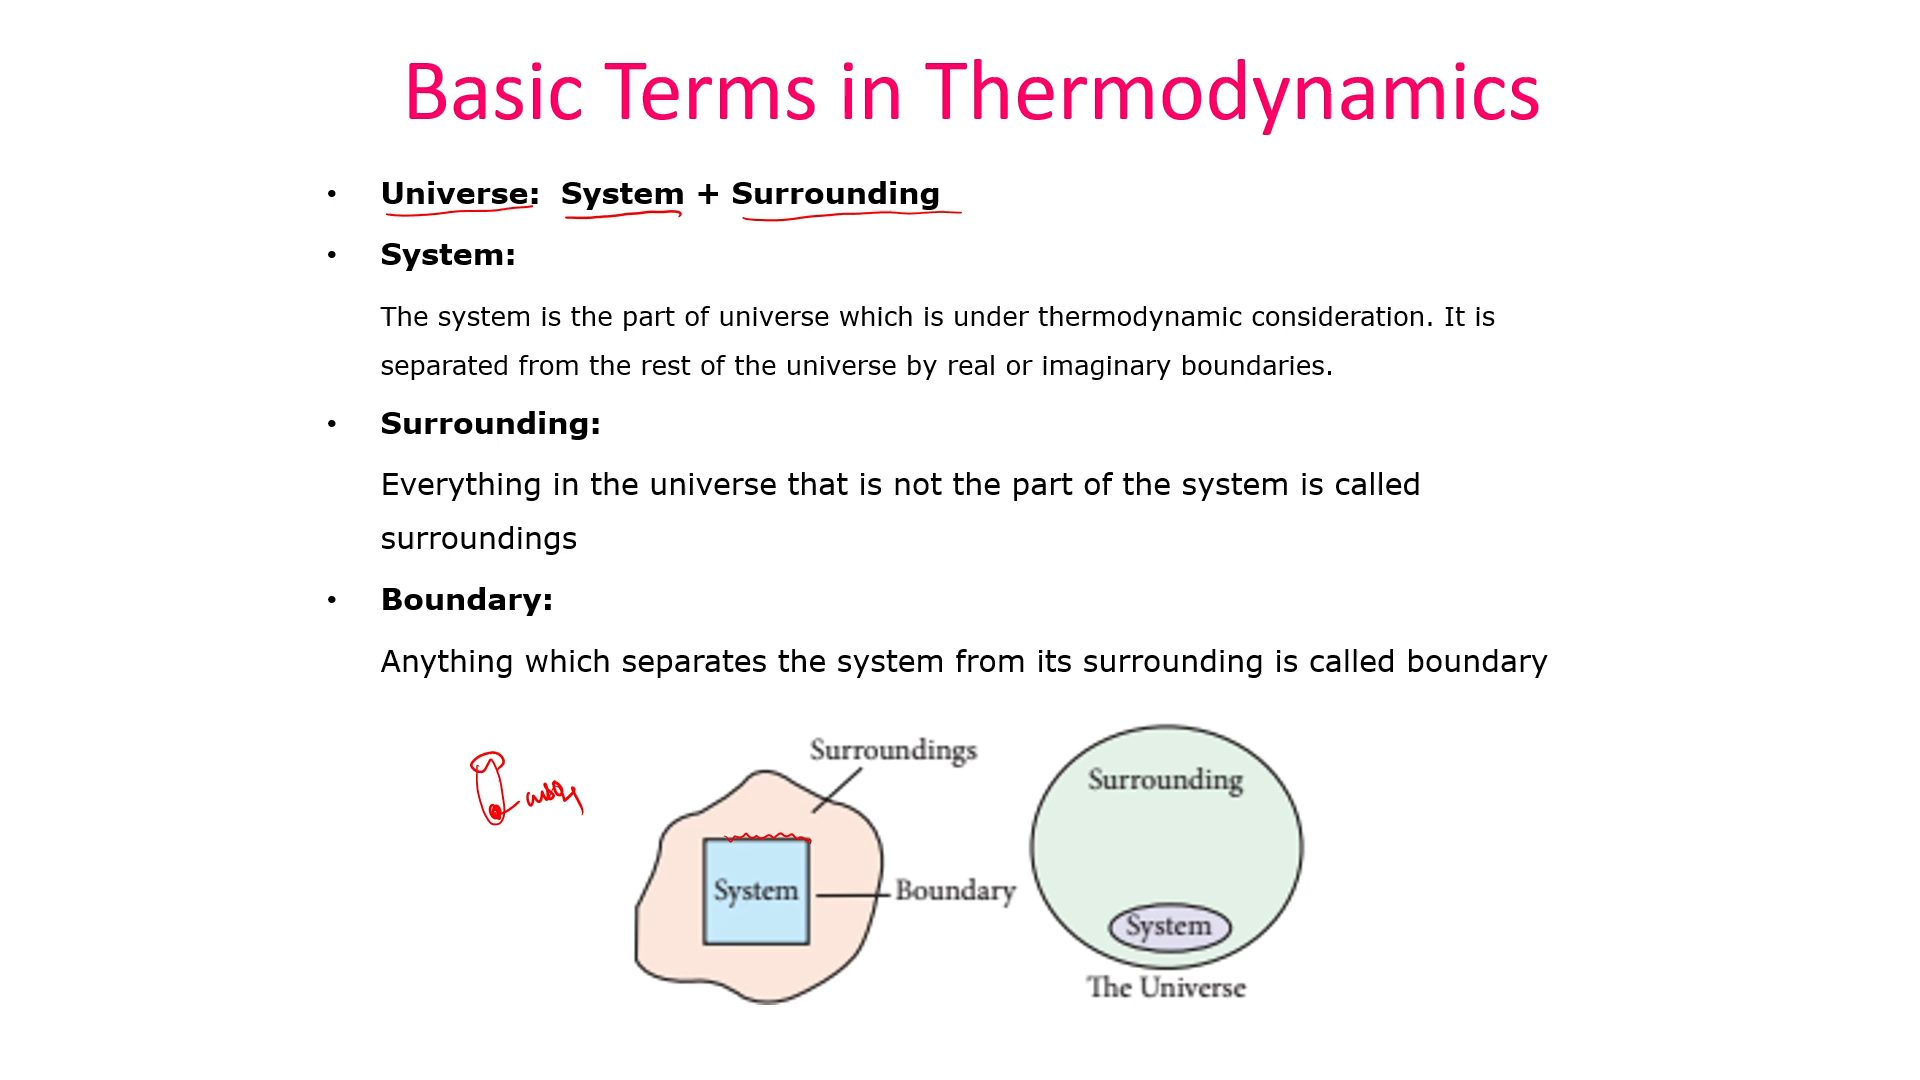 Basic Terms in Thermodynamics
• Universe: System + Surrounding
• System:
The system is the part of universe which is under thermodynamic consideration. It is
separated from the rest of the universe by real or imaginary boundaries.
• Surrounding:
Everything in the universe that is not the part of the system is called
surroundings
• Boundary:
Anything which separates the system from its surrounding is called boundary
Surroundings
System
Boundary
Surrounding
System
The Universe